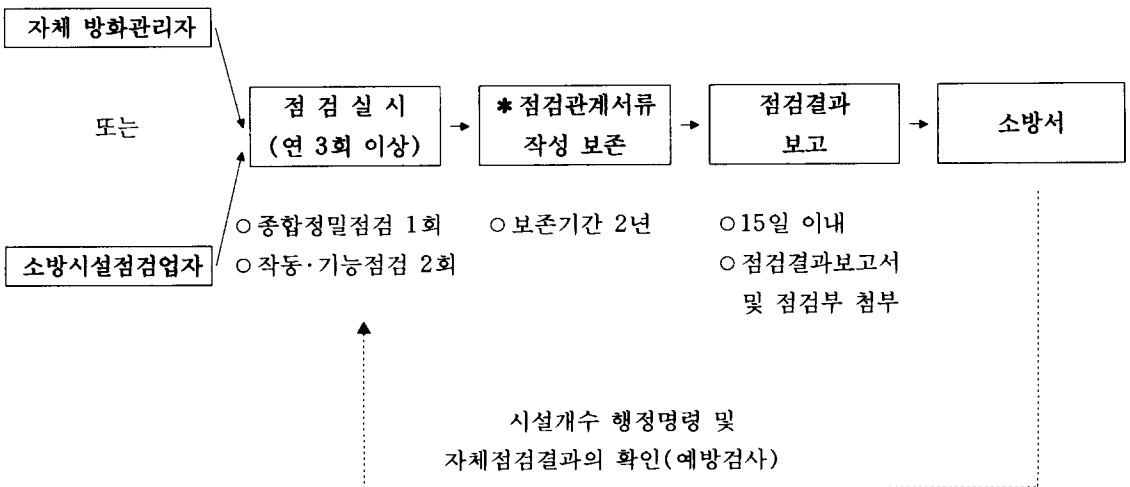 자체 방화관리자
또는
소방시설점검업자
점 검 실 시
(연 3회 이상)
○ 종합정밀점검 1회
○ 작동·기능점검 2회
* 점검관계서류
작성 보존
○ 보존기간 2년
점검결과
보고
○ 15일 이내
○ 점검결과보고서
및 점검부 첨부
소방서
시설개수 행정명령 및
자체점검결과의 확인(예방검사)